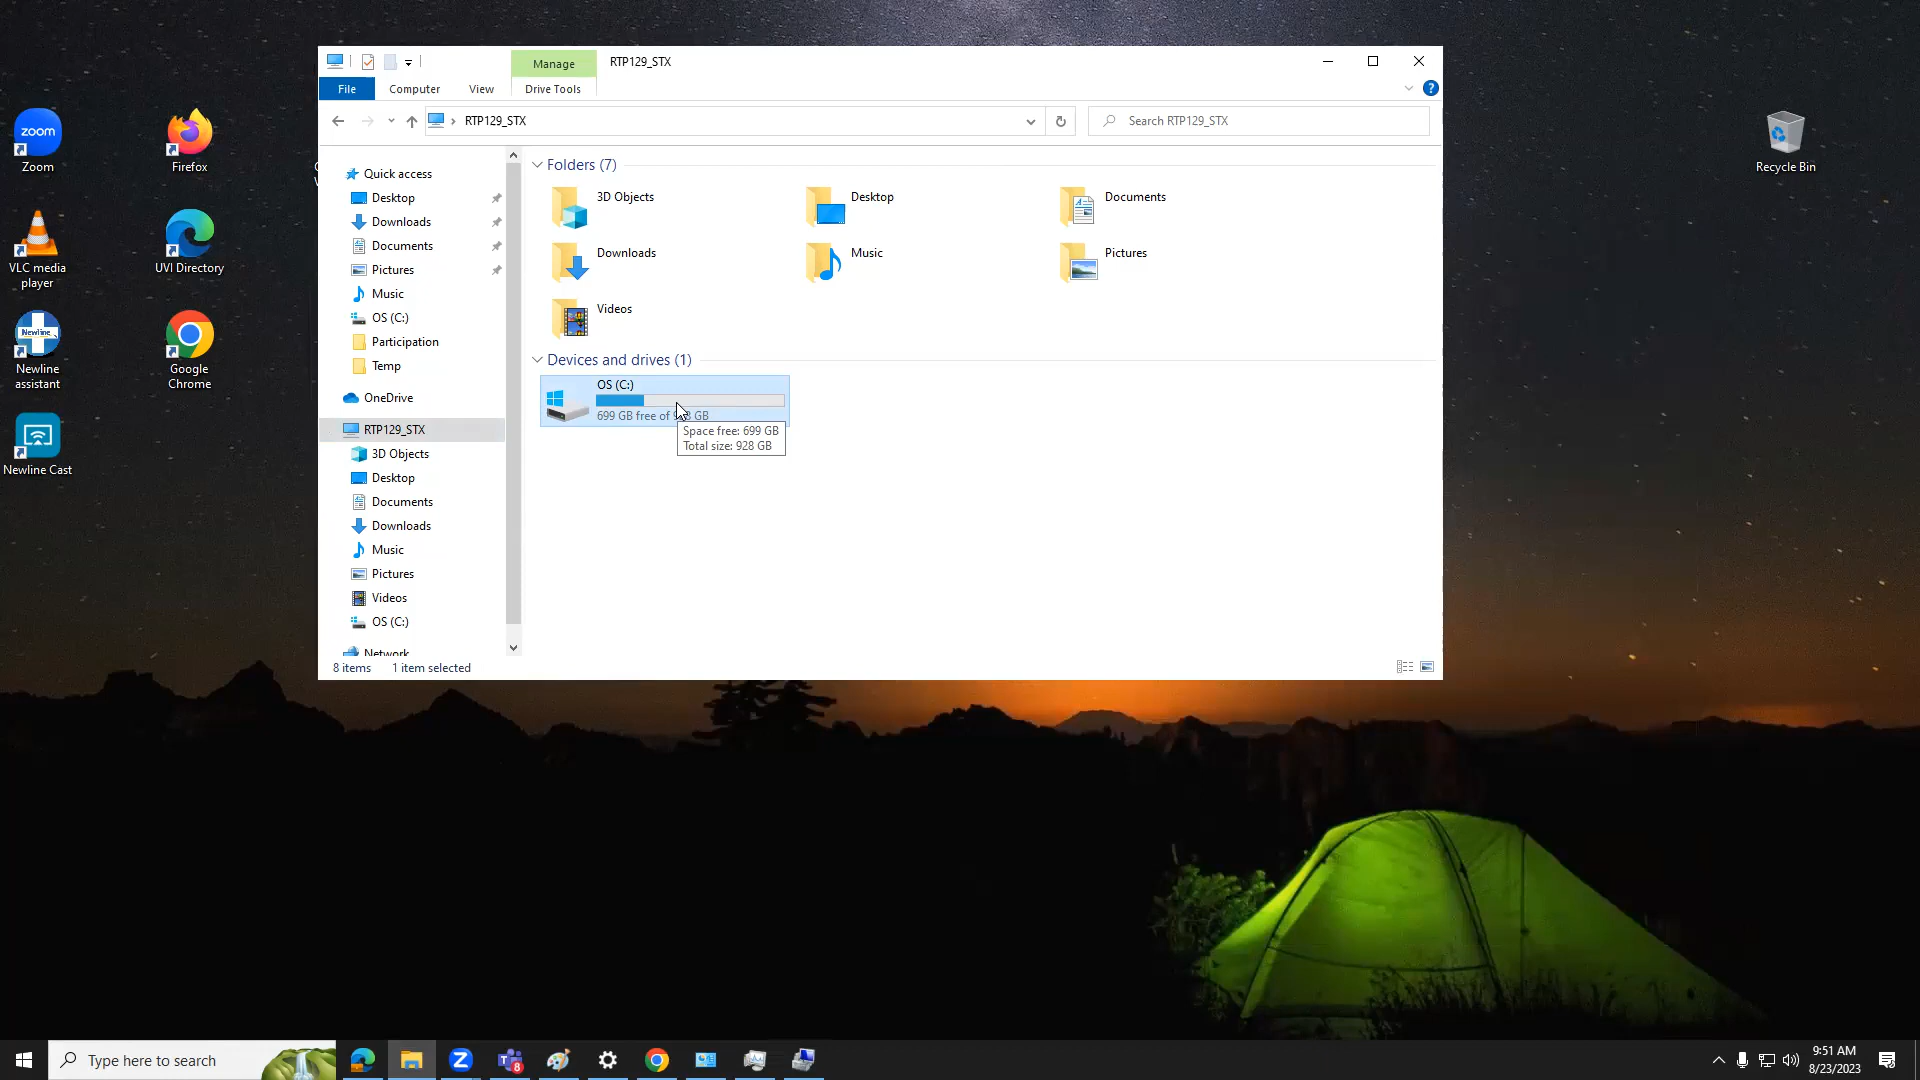 Manage
RTP129_STX
File
Computer
View
Drive Tools
RTP129_STX
Search RTP129_STX
Zoom
Firefox
VLC media
player
UVI Directory
Newline
assistant
Google
Chrome
Newline Cast
Recycle Bin
zoom
Newline
Quick access
Desktop
Downloads
Documents
Pictures
Music
OS (C:)
Participation
Temp
OneDrive
RTP129_STX
3D Objects
Desktop
Documents
Downloads
Music
Pictures
Videos
OS (C:)
Network
Folders (7)
3D Objects
Desktop
Documents
Downloads
Music
Pictures
Videos
Devices and drives (1)
OS (C:)
699 GB free of GB
Space free: 699 GB
Total size: 928 GB
8 items
1 item selected
Type here to search
8
9:51 AM
8/23/2023